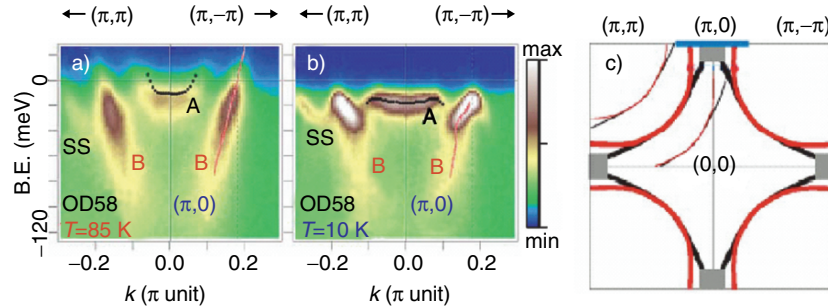 (π,π) (π,−π)
(π,π) (π,−π)
(π,π) (π,0) (π,−π)
a)
b)
c)
0
−120
B.E. (meV)
A
SS
B B
(π,0)
OD58
T=85 K
A
SS
B B
(π,0)
OD58
T=10 K
max
min
(0,0)
−0.2 0.0 0.2
−0.2 0.0 0.2
k (π unit)
k (π unit)